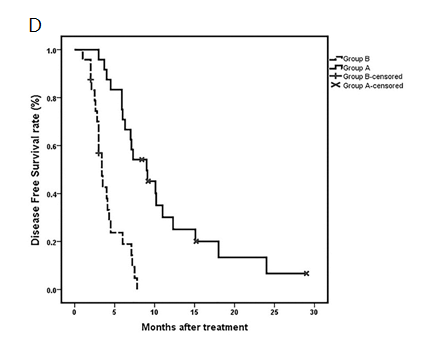 D
Disease Free Survival rate (%)
1.0
0.8
0.6
0.4
0.2
0.0
0 5 10 15 20 25 30
Months after treatment
Group B
Group A
Group B-censored
Group A-censored